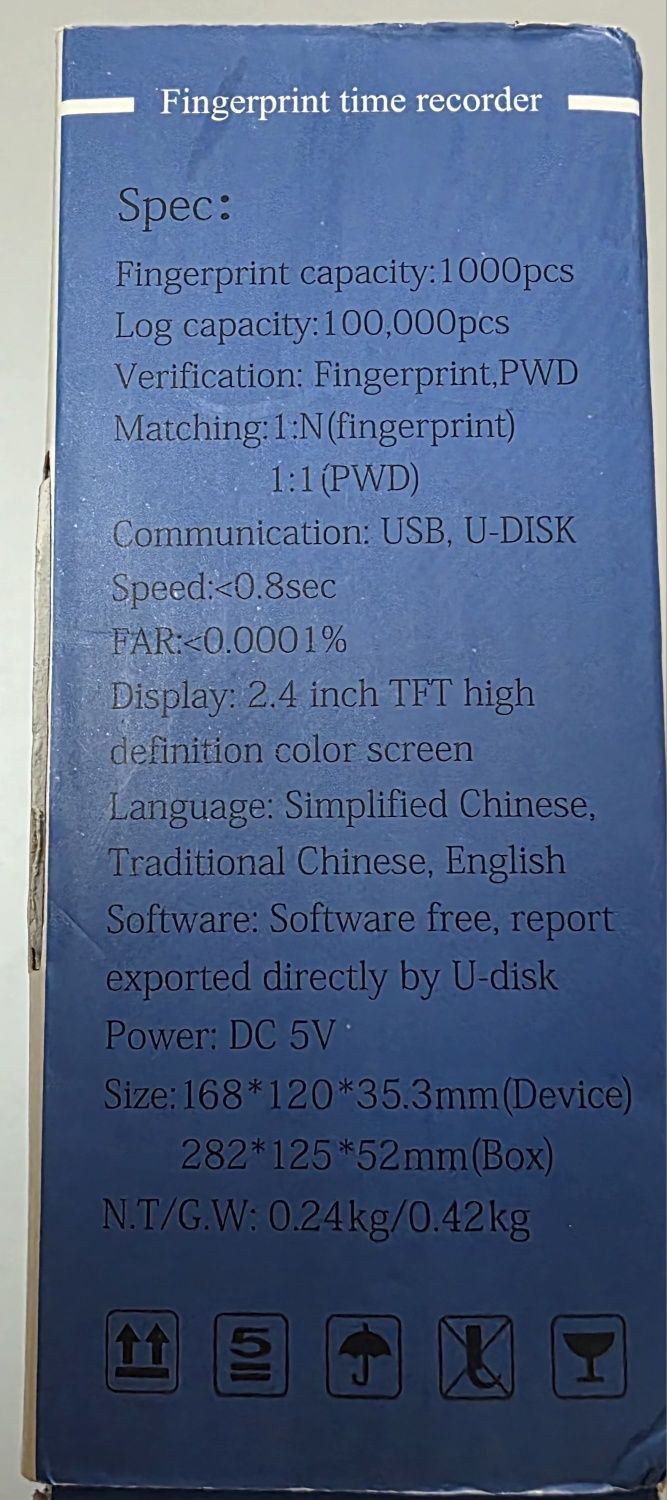 Fingerprint time recorder
Spec:
Fingerprint capacity:1000pcs
Log capacity:100,000pcs
Verification: Fingerprint,PWD
Matching:1:N(fingerprint)
1:1(PWD)
Communication: USB, U-DISK
Speed:<0.8sec
FAR:<0.0001%
Display: 2.4 inch TFT high
definition color screen
Language: Simplified Chinese,
Traditional Chinese, English
Software: Software free, report
exported directly by U-disk
Power: DC 5V
Size:168*120*35.3mm(Device)
282*125*52mm(Box)
N.T/G.W: 0.24kg/0.42kg
5